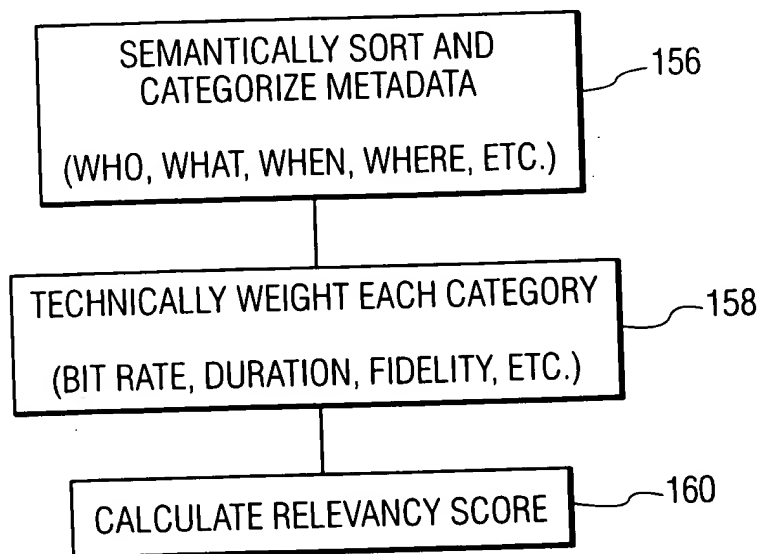 SEMANTICALLY SORT AND
CATEGORIZE METADATA
(WHO, WHAT, WHEN, WHERE, ETC.)
156
TECHNICALLY WEIGHT EACH CATEGORY
(BIT RATE, DURATION, FIDELITY, ETC.)
158
CALCULATE RELEVANCY SCORE
160